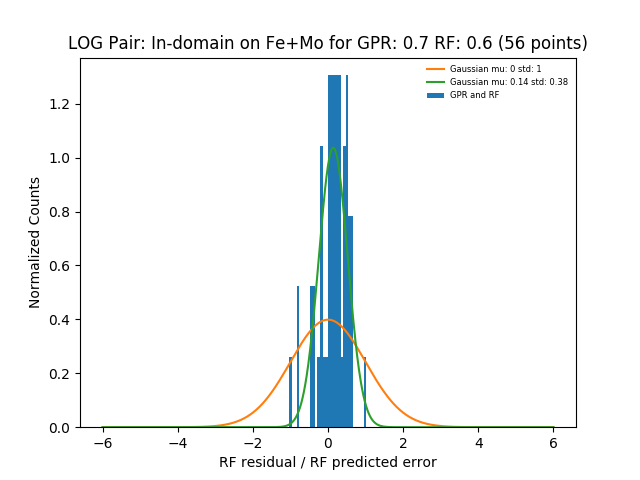 LOG Pair: In-domain on Fe+Mo for GPR: 0.7 RF: 0.6 (56 points)
Gaussian mu: 0 std: 1
Gaussian mu: 0.14 std: 0.38
GPR and RF
Normalized Counts
1.2
1.0
0.8
0.6
0.4
0.2
0.0
−6 −4 −2 0 2 4 6
RF residual / RF predicted error